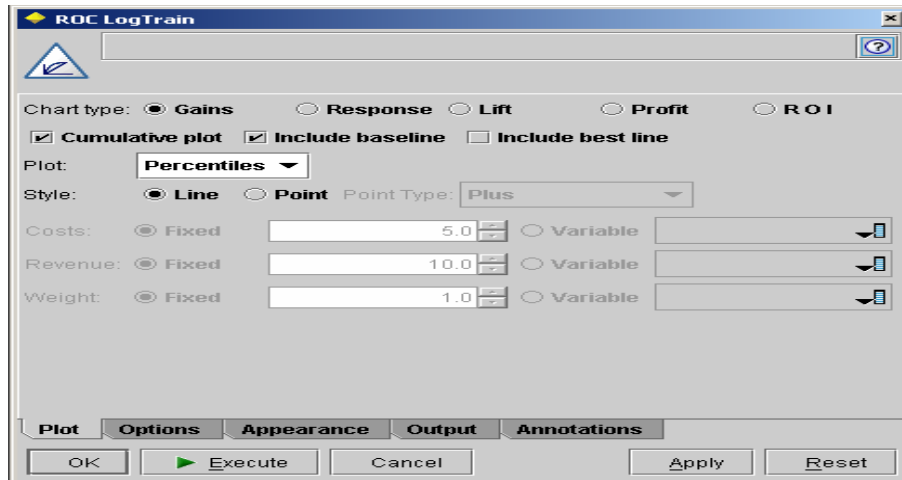 ROC LogTrain
Chart type: Gains Response Lift Profit ROI
Cumulative plot Include baseline Include best line
Plot: Percentiles
Style: Line Point Point Type: Plus
Costs: Fixed 5.0 Variable
Revenue: Fixed 10.0 Variable
Weight: Fixed 1.0 Variable
Plot Options Appearance Output Annotations
OK Execute Cancel Apply Reset